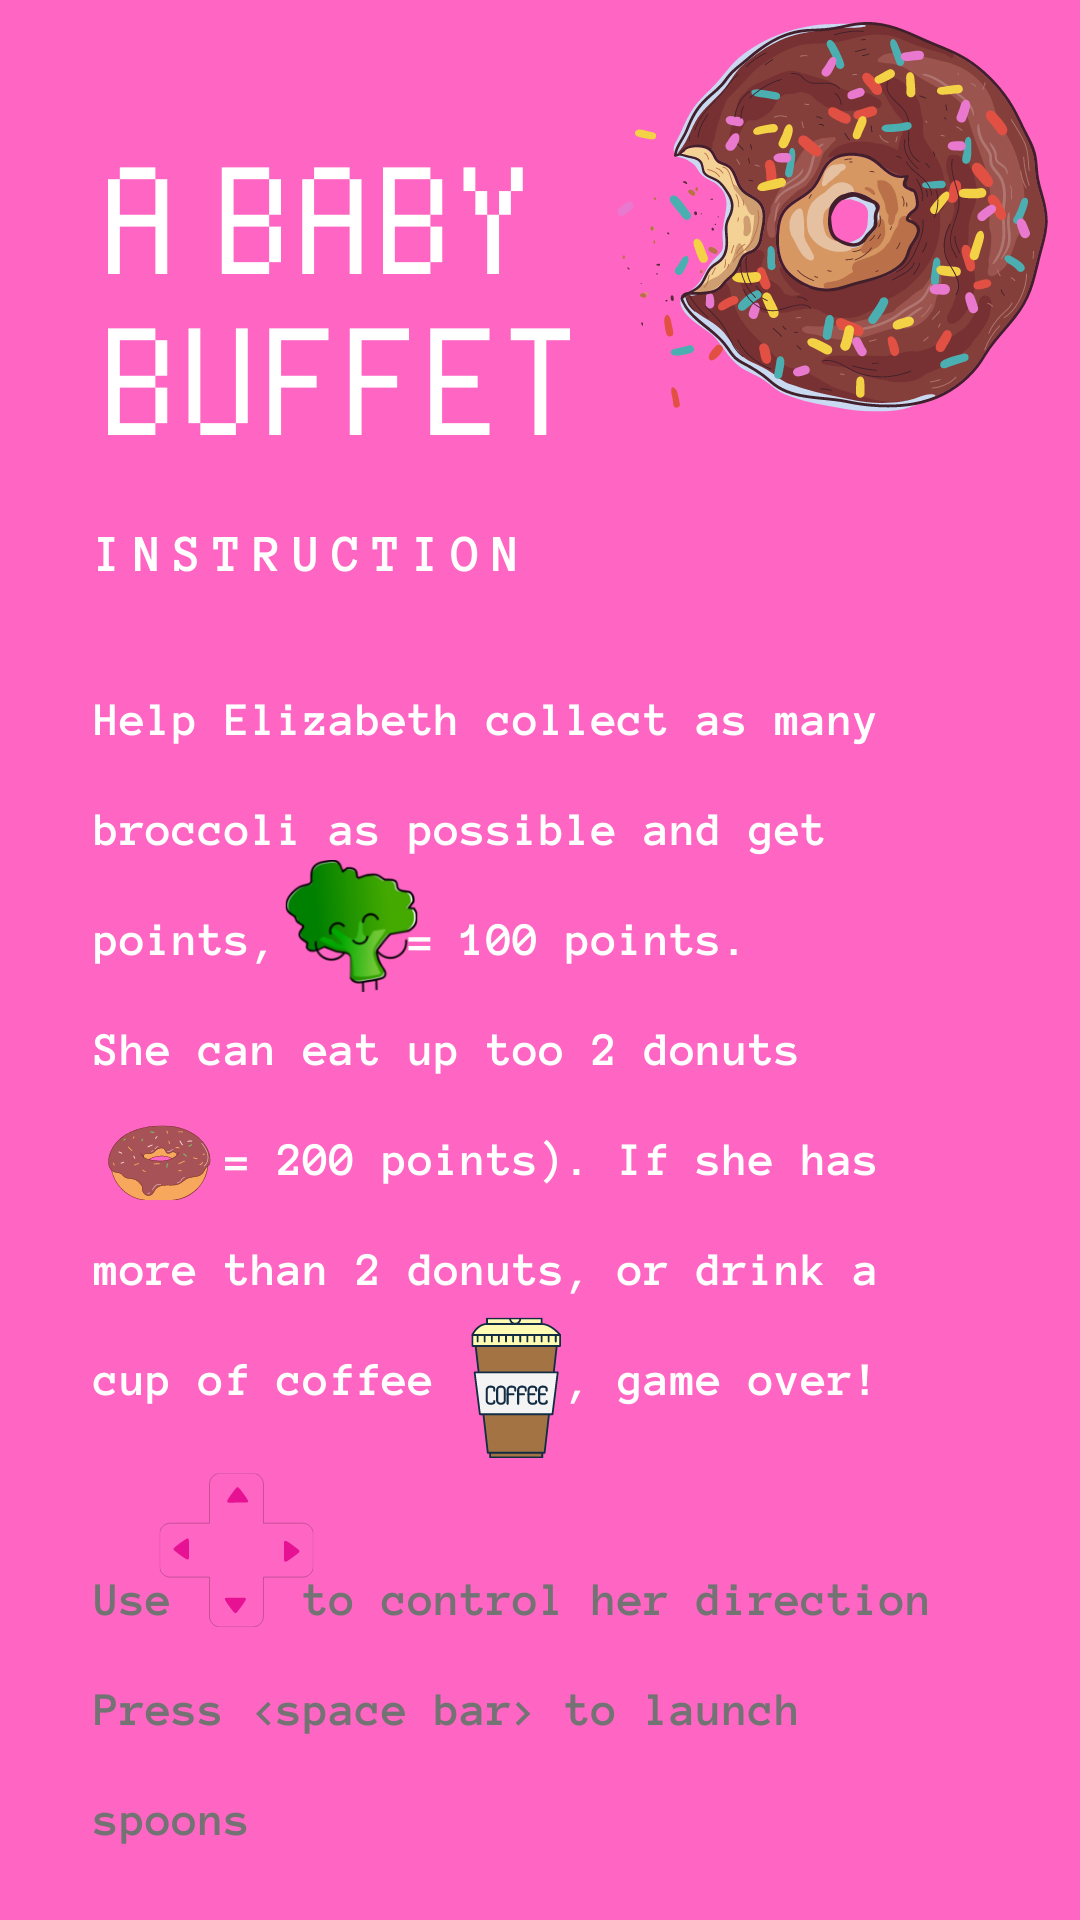 A BABY
BUFFET
INSTRUCTION
Help Elizabeth collect as many
broccoli as possible and get
points, = 100 points.
She can eat up too 2 donuts
= 200 points). If she has
more than 2 donuts, or drink a
cup of coffee COFFEE , game over!
Use to control her direction
Press <space bar> to launch
spoons